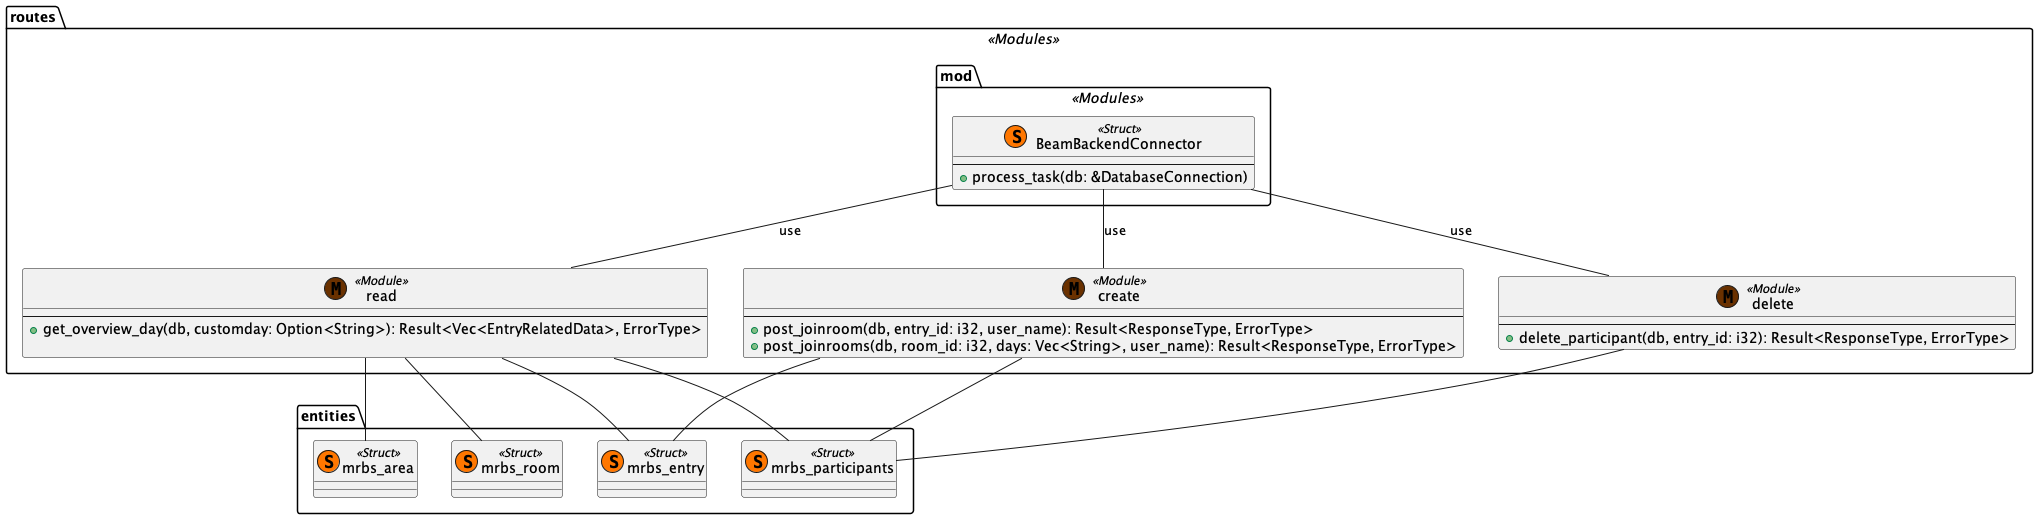 routes
«Modules»
mod
«Modules»
S
«Struct»
BeamBackendConnector
process_task(db: &DatabaseConnection)
use
use
use
M
«Module»
read
get_overview_day(db, customday: Option<String>): Result<Vec<EntryRelatedData>, ErrorType>
M
«Module»
create
post_joinroom(db, entry_id: i32, user_name): Result<ResponseType, ErrorType>
post_joinrooms(db, room_id: i32, days: Vec<String>, user_name): Result<ResponseType, ErrorType>
M
«Module»
delete
delete_participant(db, entry_id: i32): Result<ResponseType, ErrorType>
entities
S
«Struct»
mrbs_area
S
«Struct»
mrbs_room
S
«Struct»
mrbs_entry
S
«Struct»
mrbs_participants